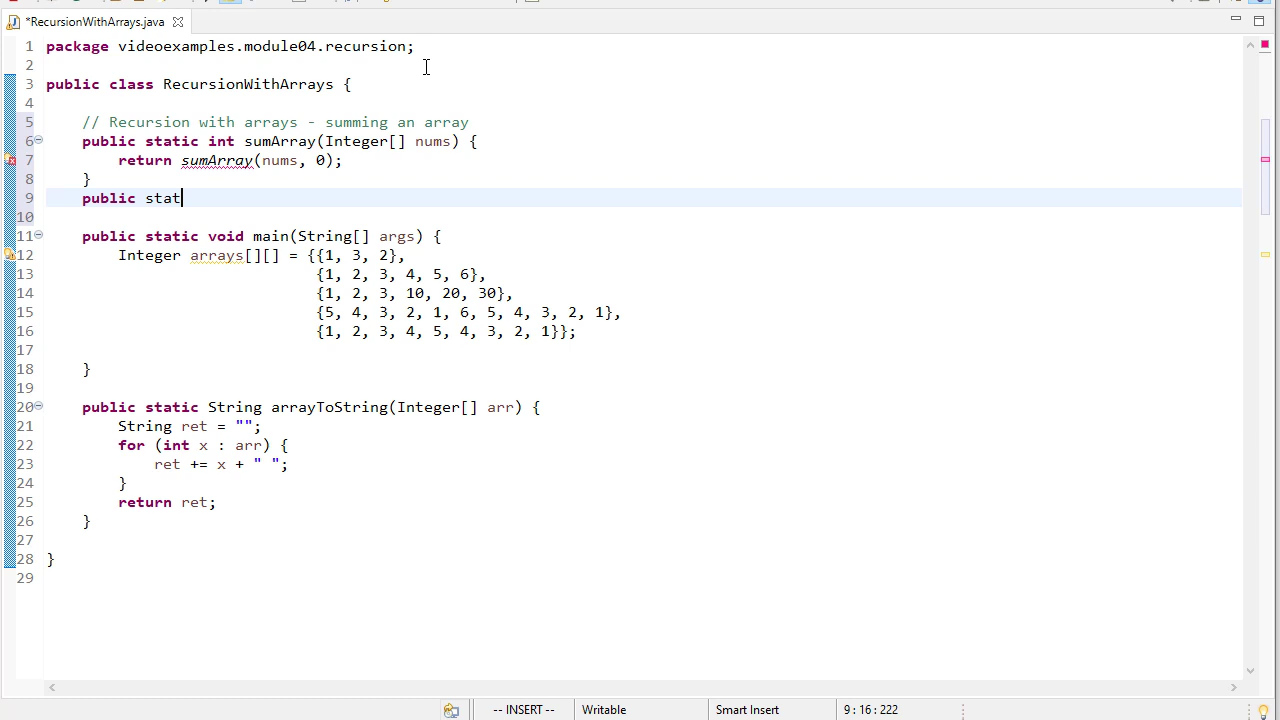 *RecursionWithArrays.java
1 package videoexamples.module04.recursion;
2
3 public class RecursionWithArrays {
4
5     // Recursion with arrays - summing an array
6     public static int sumArray(Integer[] nums) {
7         return sumArray(nums, 0);
8     }
9     public stat
10
11     public static void main(String[] args) {
12         Integer arrays[][] = {{1, 3, 2},
13                               {1, 2, 3, 4, 5, 6},
14                               {1, 2, 3, 10, 20, 30},
15                               {5, 4, 3, 2, 1, 6, 5, 4, 3, 2, 1},
16                               {1, 2, 3, 4, 5, 4, 3, 2, 1}};
17
18     }
19
20     public static String arrayToString(Integer[] arr) {
21         String ret = "";
22         for (int x : arr) {
23             ret += x + " ";
24         }
25         return ret;
26     }
27
28 }
29
-- INSERT -- Writable Smart Insert 9 : 16 : 222